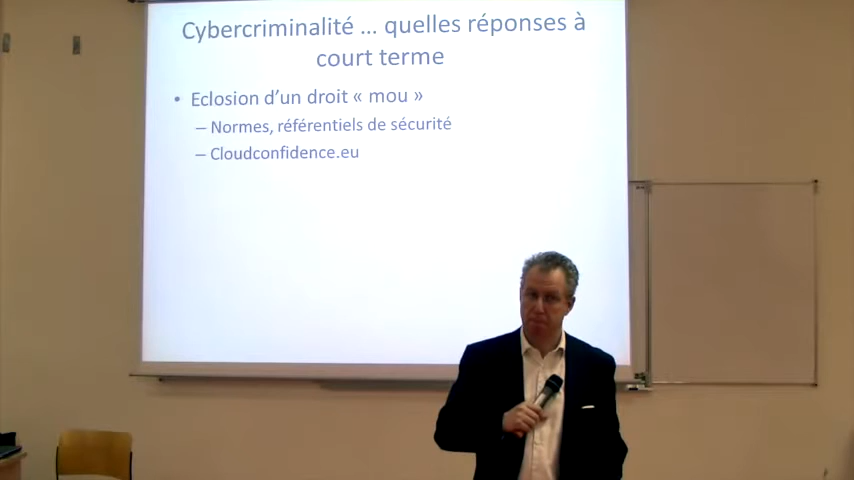 Cybercriminalité ... quelles réponses à
court terme
• Eclosion d'un droit « mou »
– Normes, référentiels de sécurité
– Cloudconfidence.eu